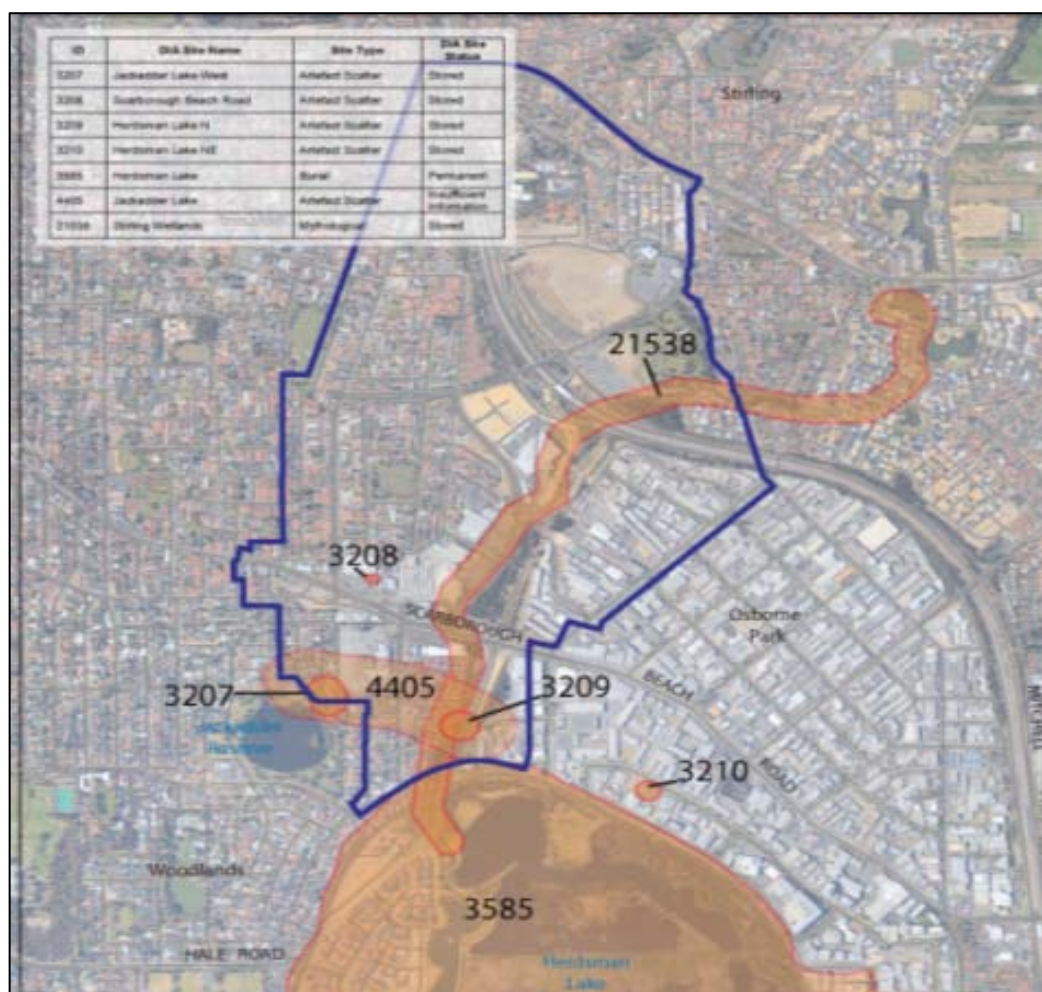 ID DIA Site Name Site Type DIA Site Status
3207 Jackadder Lake West Artefact Scatter Stored
3208 Scarborough Beach Road Artefact Scatter Stored
3209 Herdsman Lake N Artefact Scatter Stored
3210 Herdsman Lake NE Artefact Scatter Stored
3585 Herdsman Lake Burial Permanent
4405 Jackadder Lake Artefact Scatter Insufficient Information
21538 Stirling Wetlands Mythological Stored
Stirling
21538
3208
SCARBOROUGH
Osborne
Park
3207
4405
3209
BEACH
3210
ROAD
Woodlands
3585
HALE ROAD
Herdsman
Lake